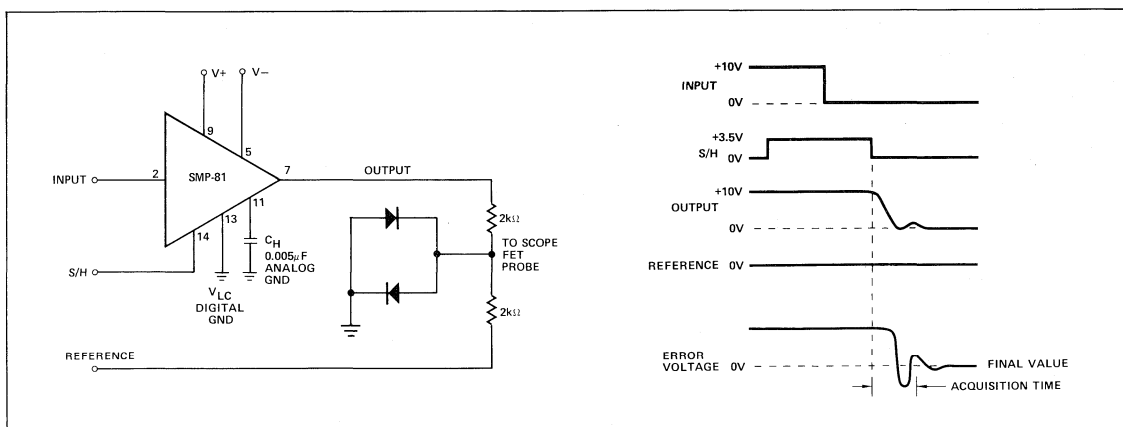 V+
V−
9
5
INPUT
2
SMP-81
7
OUTPUT
11
13
14
2kΩ
C_H
0.005μF
ANALOG
GND
TO SCOPE
FET
PROBE
S/H
V_LC
DIGITAL
GND
2kΩ
REFERENCE
+10V
INPUT
0V
+3.5V
S/H
0V
+10V
OUTPUT
0V
REFERENCE 0V
ERROR
VOLTAGE 0V
FINAL VALUE
ACQUISITION TIME